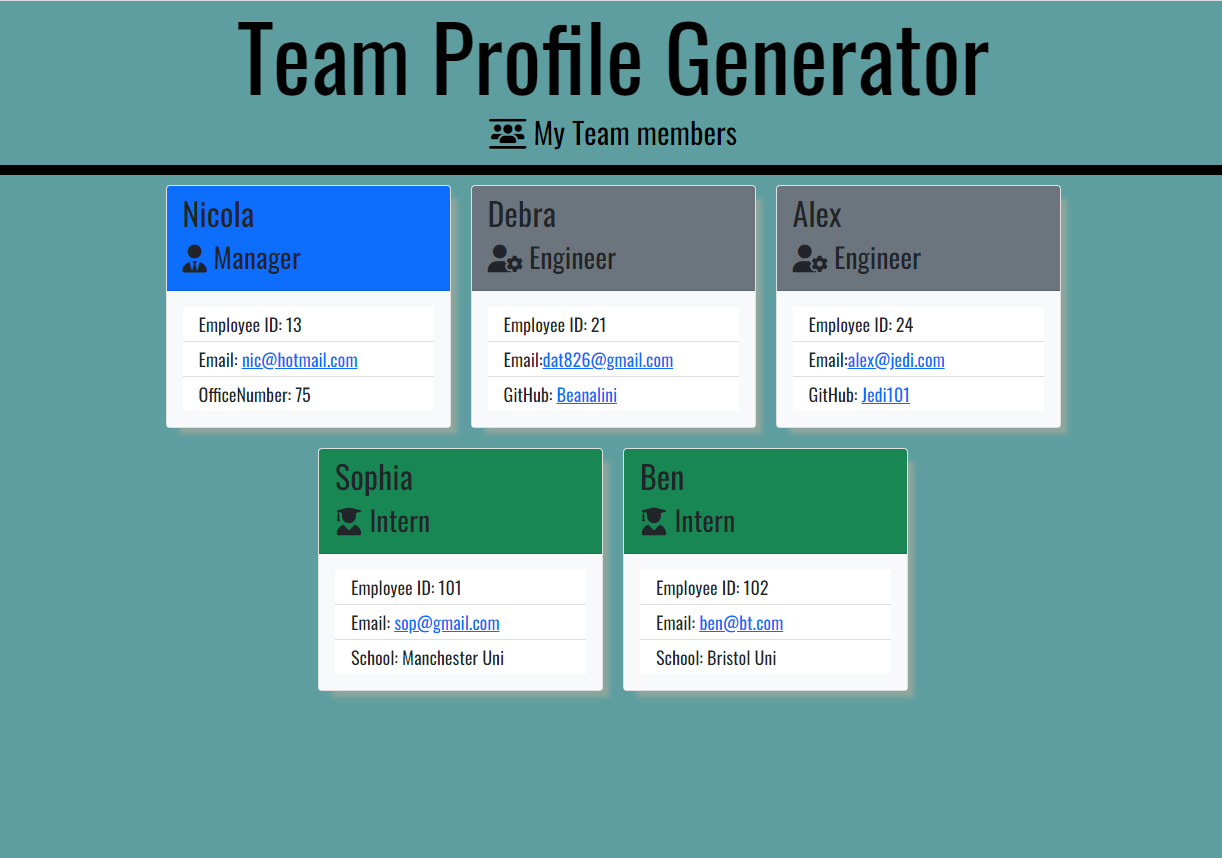 Team Profile Generator
My Team members
Nicola
Manager
Employee ID: 13
Email: nic@hotmail.com
OfficeNumber: 75
Debra
Engineer
Employee ID: 21
Email:dat826@gmail.com
GitHub: Beanalini
Alex
Engineer
Employee ID: 24
Email:alex@jedi.com
GitHub: Jedi101
Sophia
Intern
Employee ID: 101
Email: sop@gmail.com
School: Manchester Uni
Ben
Intern
Employee ID: 102
Email: ben@bt.com
School: Bristol Uni